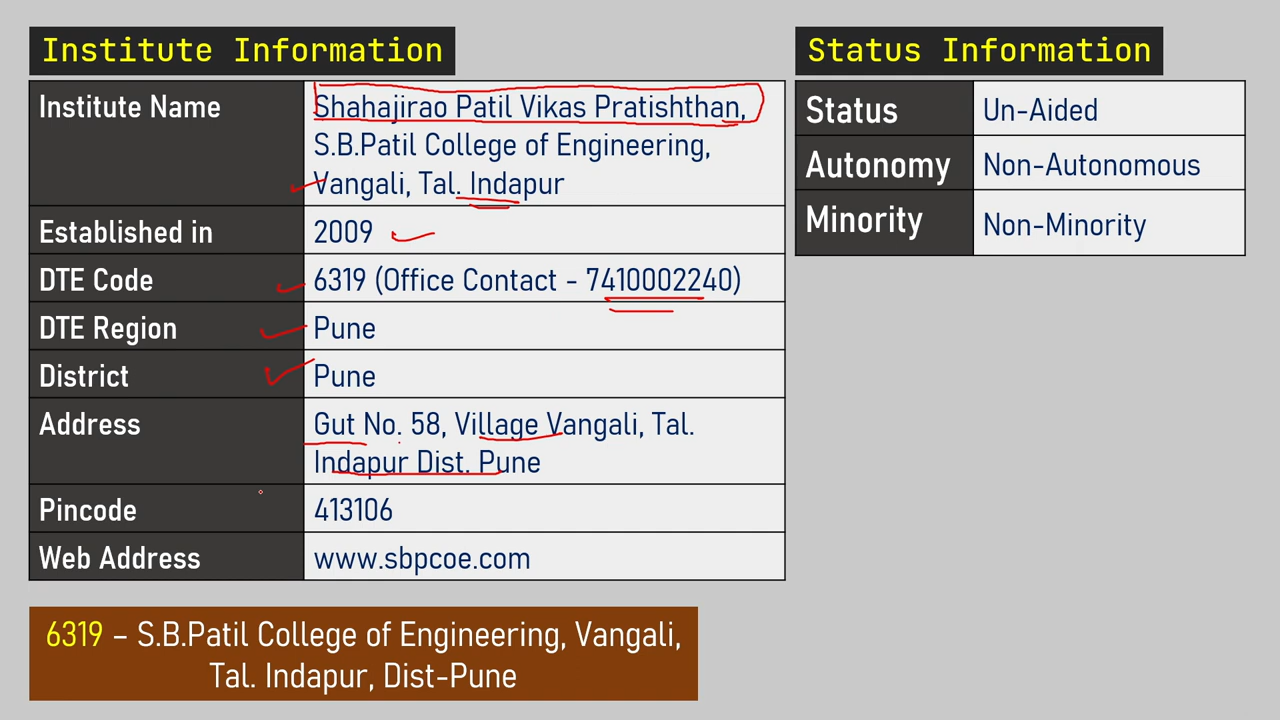 Institute Information
Institute Name
Shahajirao Patil Vikas Pratishthan,
S.B.Patil College of Engineering,
Vangali, Tal. Indapur
Established in
2009
DTE Code
6319 (Office Contact - 7410002240)
DTE Region
Pune
District
Pune
Address
Gut No. 58, Village Vangali, Tal.
Indapur Dist. Pune
Pincode
413106
Web Address
www.sbpcoe.com
Status Information
Status
Un-Aided
Autonomy
Non-Autonomous
Minority
Non-Minority
6319 – S.B.Patil College of Engineering, Vangali,
Tal. Indapur, Dist-Pune